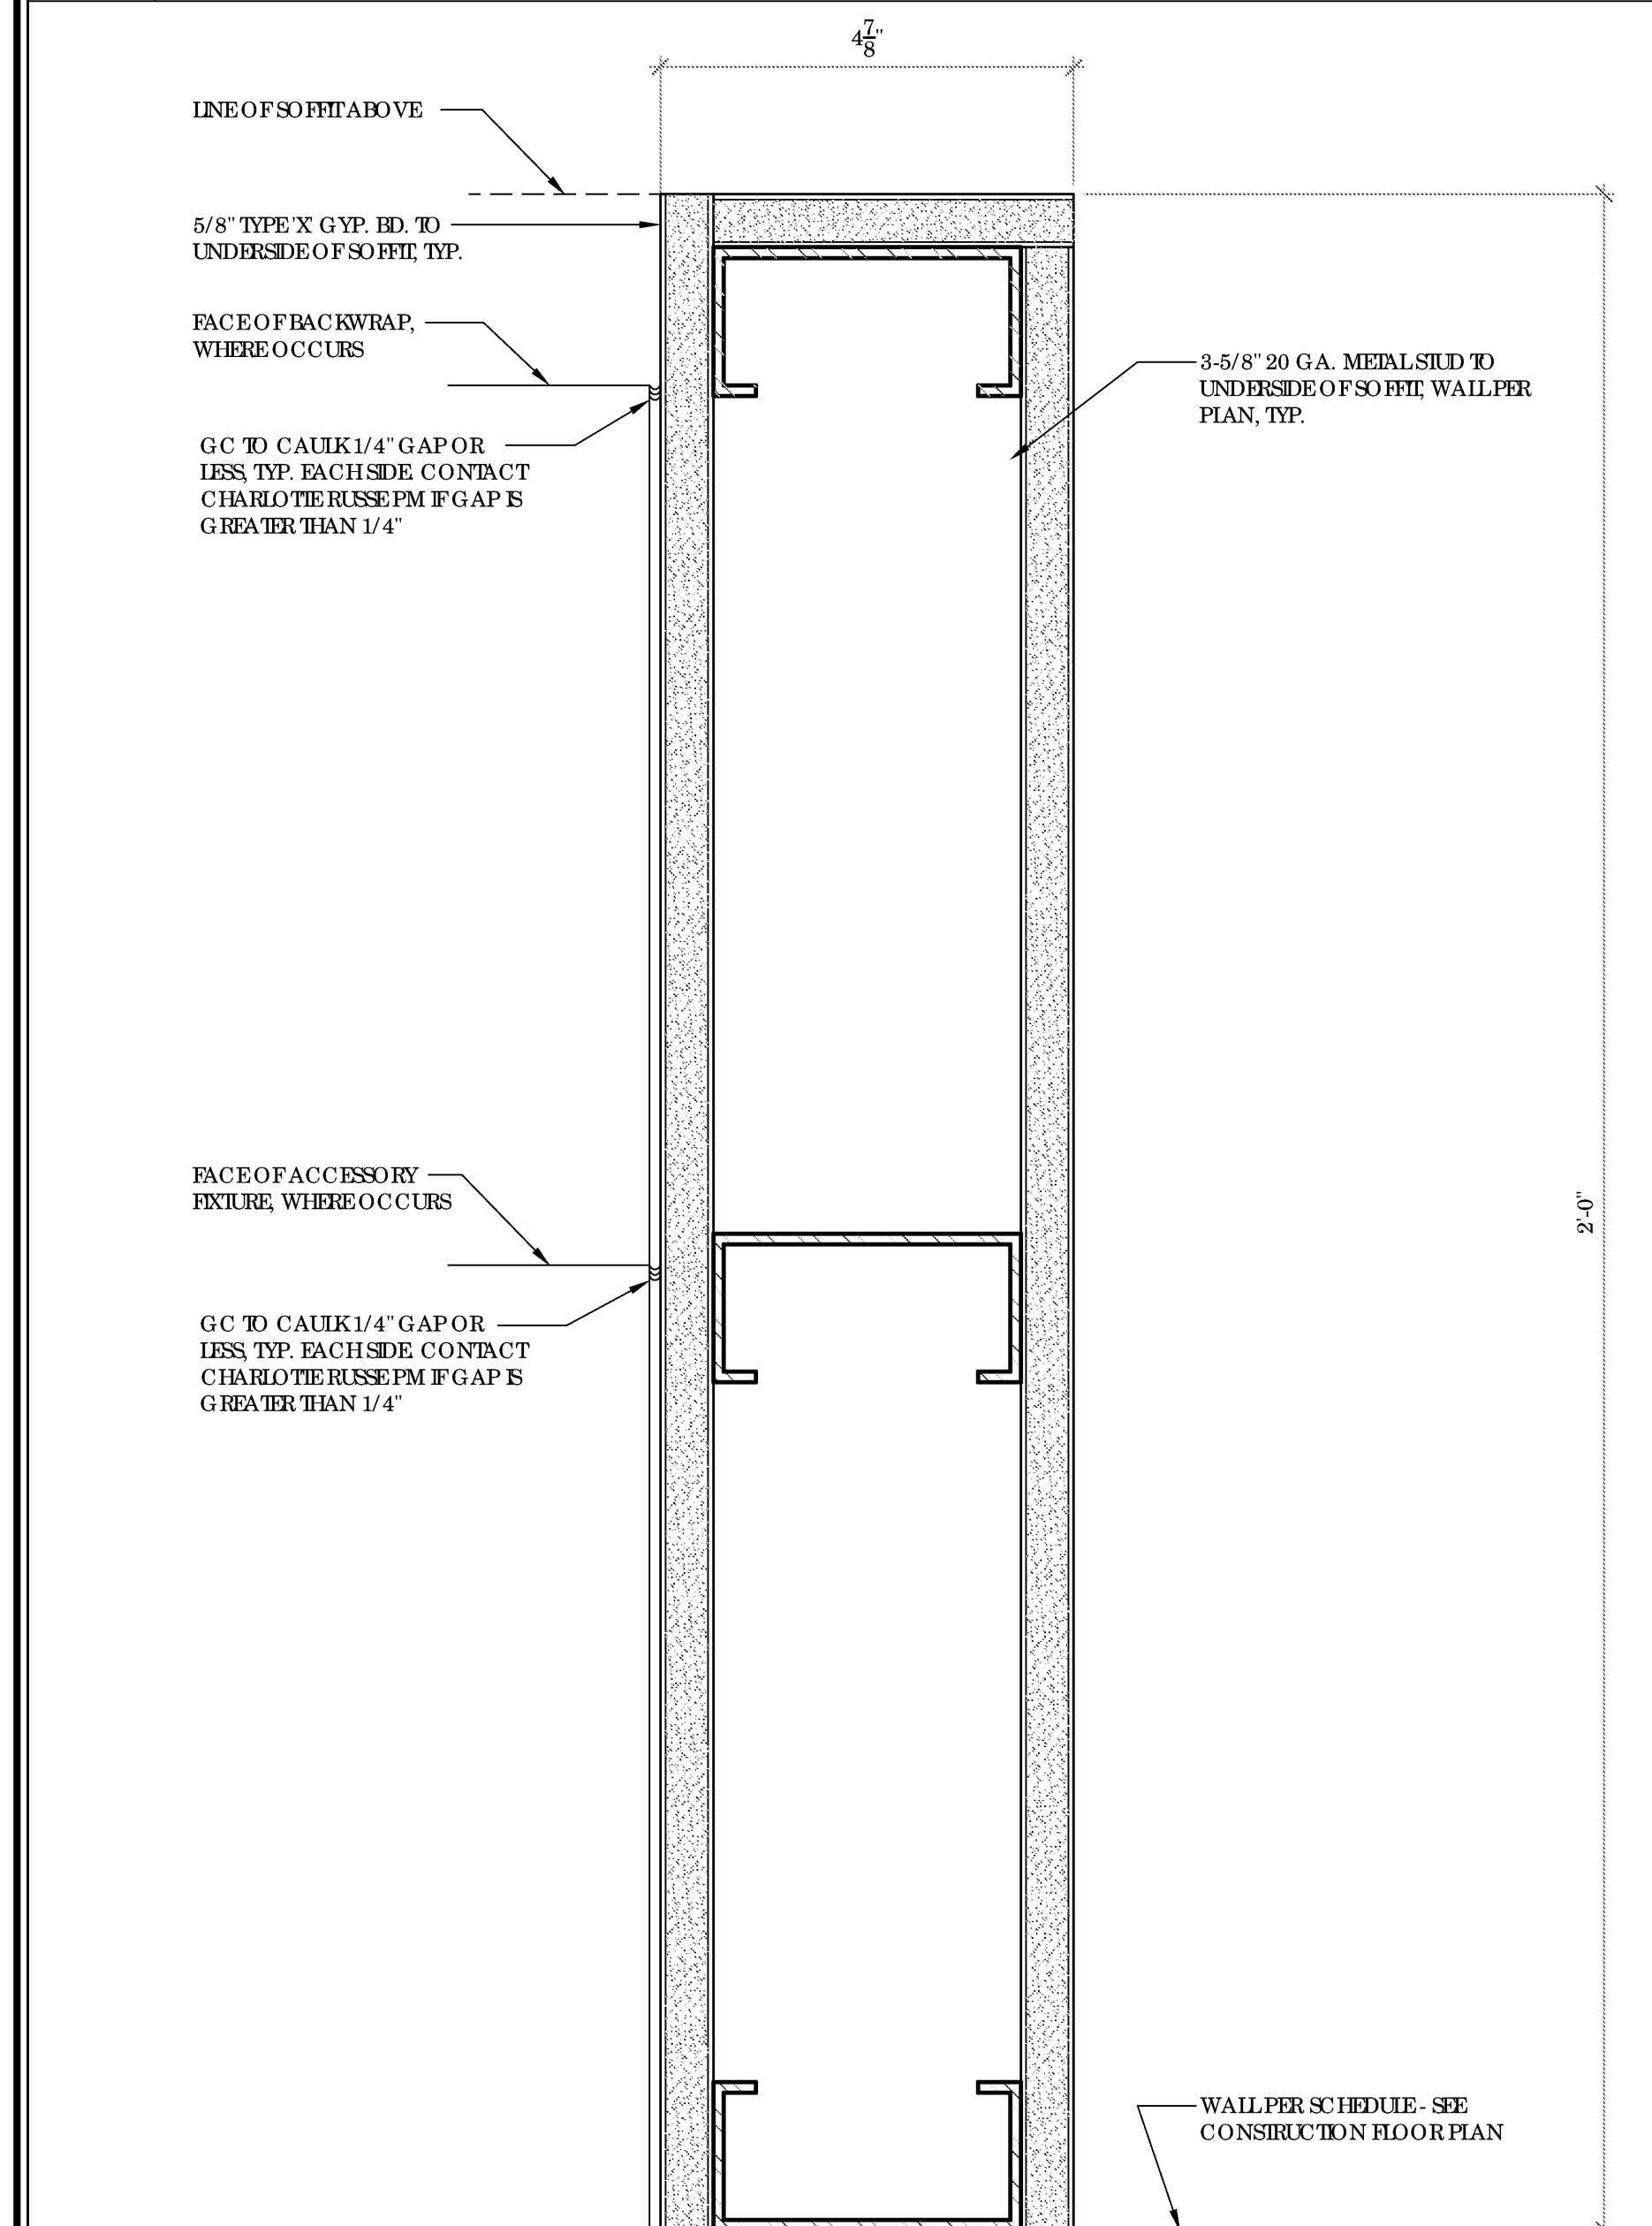 4 7/8"
LINE OF SOFFIT ABOVE
5/8" TYPE 'X' GYP. BD. TO
UNDERSIDE OF SOFFIT, TYP.
FACE OF BACKWRAP,
WHERE OCCURS
3-5/8" 20 GA. METAL STUD TO
UNDERSIDE OF SOFFIT, WALL PER
PLAN, TYP.
GC TO CAULK 1/4" GAP OR
LESS, TYP. EACH SIDE. CONTACT
CHARLOTTE RUSSE PM IF GAP IS
GREATER THAN 1/4"
FACE OF ACCESSORY
FIXTURE, WHERE OCCURS
2'-0"
GC TO CAULK 1/4" GAP OR
LESS, TYP. EACH SIDE. CONTACT
CHARLOTTE RUSSE PM IF GAP IS
GREATER THAN 1/4"
WALL PER SCHEDULE - SEE
CONSTRUCTION FLOOR PLAN